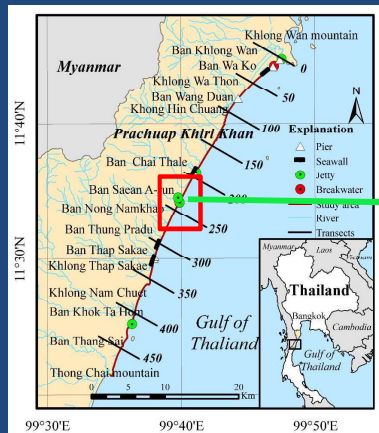 Khlong Wan mountain
Ban Khlong Wan
Ban Wa Ko
0
Myanmar
Khlong Wa Thon
50
Ban Wang Duan
Khong Hin Chuang
N
11°40'
100
Prachuap Khiri Khan
Explanation
150
Pier
Seawall
Ban Chai Thale
Jetty
Breakwater
Ban Saean A-run
200
Study area
Ban Nong Namkhao
River
250
Transects
Ban Thung Pradu
11°30'
Ban Thap Sakae
300
Khlong Thap Sakae
350
Khlong Nam Chuet
400
Ban Khok Ta Hom
Gulf of
Thaliand
Ban Thang Sai
450
Thong Chai mountain
0 5 10 20
Km
99°30'E
99°40'E
99°50'E
Myanmar
Laos
Thailand
Bangkok
Cambodia
Gulf of
Thailand